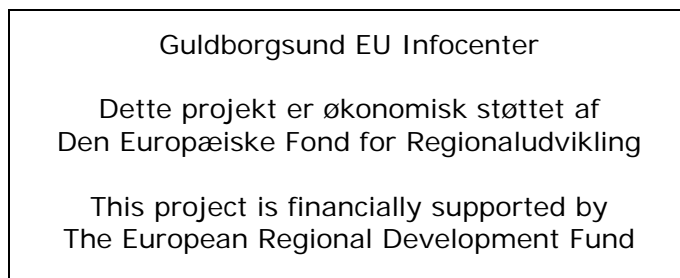 Guldborgsund EU Infocenter
Dette projekt er økonomisk støttet af
Den Europæiske Fond for Regionaludvikling
This project is financially supported by
The European Regional Development Fund